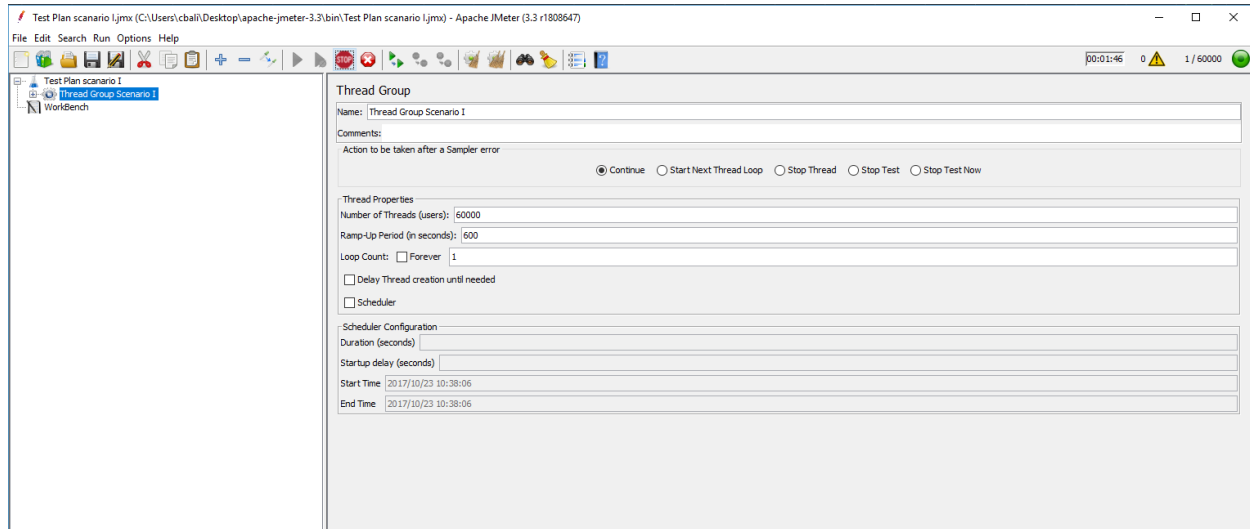 Test Plan scanario I.jmx (C:\Users\cbali\Desktop\apache-jmeter-3.3\bin\Test Plan scanario I.jmx) - Apache JMeter (3.3 r1808647)
File Edit Search Run Options Help
STOP
00:01:46 0 1 / 60000
Test Plan scanario I
Thread Group Scenario I
WorkBench
Thread Group
Name: Thread Group Scenario I
Comments:
Action to be taken after a Sampler error
Continue Start Next Thread Loop Stop Thread Stop Test Stop Test Now
Thread Properties
Number of Threads (users): 60000
Ramp-Up Period (in seconds): 600
Loop Count: Forever 1
Delay Thread creation until needed
Scheduler
Scheduler Configuration
Duration (seconds)
Startup delay (seconds)
Start Time 2017/10/23 10:38:06
End Time 2017/10/23 10:38:06